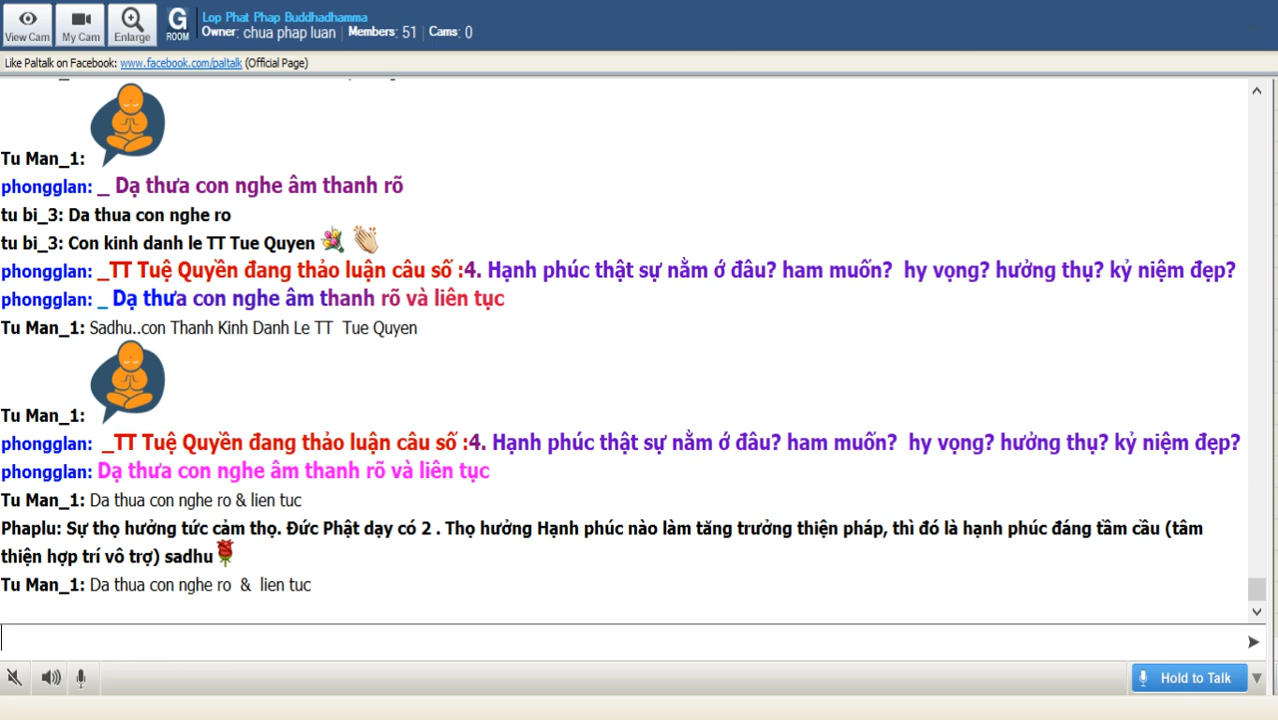 Lop Phat Phap Buddhadhamma
View Cam My Cam Enlarge G ROOM Owner: chua phap luan | Members: 51 | Cams: 0
Like Paltalk on Facebook: www.facebook.com/paltalk (Official Page)
Tu Man_1:
phongglan: _ Dạ thưa con nghe âm thanh rõ
tu bi_3: Da thua con nghe ro
tu bi_3: Con kinh danh le TT Tue Quyen
phongglan: _TT Tuệ Quyền đang thảo luận câu số :4. Hạnh phúc thật sự nằm ớ đâu? ham muốn? hy vọng? hưởng thụ? kỷ niệm đẹp?
phongglan: _ Dạ thưa con nghe âm thanh rõ và liên tục
Tu Man_1: Sadhu..con Thanh Kinh Danh Le TT Tue Quyen
Tu Man_1:
phongglan: _TT Tuệ Quyền đang thảo luận câu số :4. Hạnh phúc thật sự nằm ớ đâu? ham muốn? hy vọng? hưởng thụ? kỷ niệm đẹp?
phongglan: Dạ thưa con nghe âm thanh rõ và liên tục
Tu Man_1: Da thua con nghe ro & lien tuc
Phaplu: Sự thọ hưởng tức cảm thọ. Đức Phật dạy có 2 . Thọ hưởng Hạnh phúc nào làm tăng trưởng thiện pháp, thì đó là hạnh phúc đáng tầm cầu (tâm
thiện hợp trí vô trợ) sadhu
Tu Man_1: Da thua con nghe ro & lien tuc
Hold to Talk